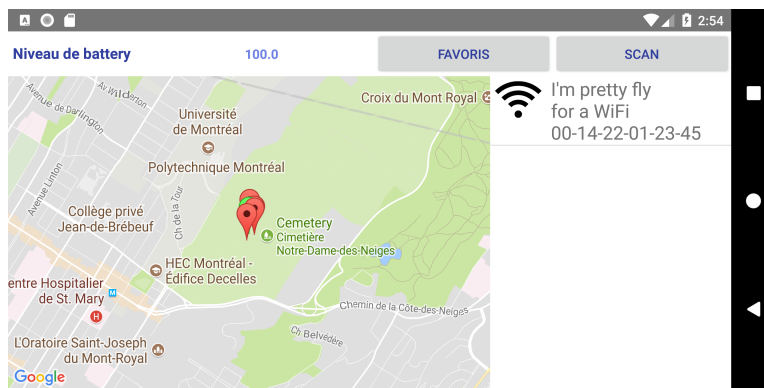 A
2:54
Niveau de battery
100.0
FAVORIS
SCAN
Av. Wilderton
Avenue de Darlington
Croix du Mont Royal
Université
de Montréal
Polytechnique Montréal
Avenue Linton
Ch de la Tour
Collège privé
Jean-de-Brébeuf
Cemetery
Cimetière
Notre-Dame-des-Neiges
HEC Montréal -
Édifice Decelles
entre Hospitalier
de St. Mary
M
H
Chemin de la Côte-des-Neiges
Ch Belvédère
L'Oratoire Saint-Joseph
du Mont-Royal
Google
I'm pretty fly
for a WiFi
00-14-22-01-23-45